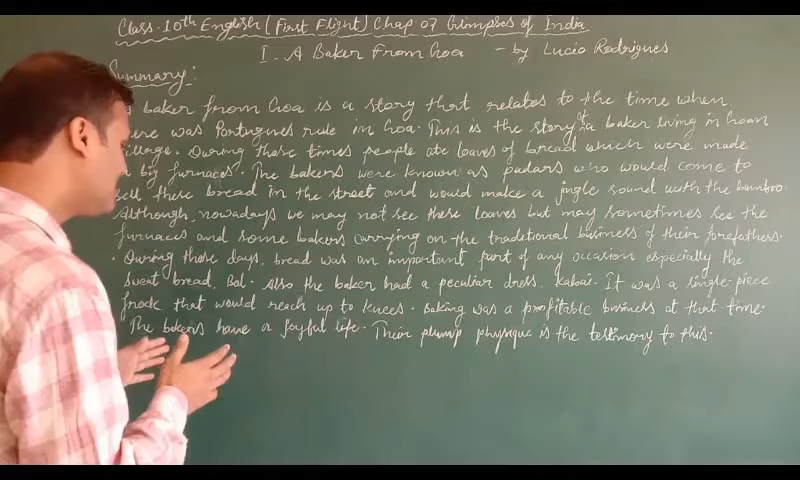 Class-10th English (First Flight) Chap 07 Glimpses of India
I. A Baker From Goa - by Lucio Rodrigues
Summary:
baker from Goa is a story that relates to the time when
ere was Portugues rule in Goa. This is the story of a baker living in Goan
village. During those times people ate loaves of bread which were made
n big furnaces. The bakers were known as padars who would come to
sell these bread in the street and would make a jingle sound with the bamboo.
Although, nowadays we may not see these loaves but may sometimes see the
furnaces and some bakers carrying on the traditional business of their forefathers.
. During those days, bread was an important part of any occasion especially the
sweat bread, Bol. Also the baker had a peculiar dress, Kabai. It was a single-piece
frock that would reach up to knees. Baking was a profitable business at that time.
The bakers have a joyful life. Their plump physique is the testimony to this.